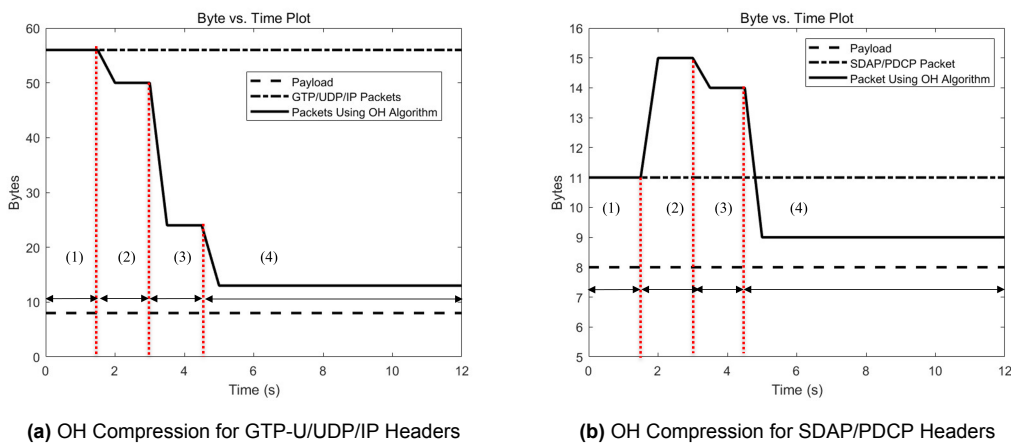 Byte vs. Time Plot
60
50
40
30
20
10
0
Bytes
Payload
GTP/UDP/IP Packets
Packets Using OH Algorithm
(1)
(2)
(3)
(4)
0 2 4 6 8 10 12
Time (s)
(a) OH Compression for GTP-U/UDP/IP Headers
Byte vs. Time Plot
16
15
14
13
12
11
10
9
8
7
6
5
Bytes
Payload
SDAP/PDCP Packet
Packet Using OH Algorithm
(1)
(2)
(3)
(4)
0 2 4 6 8 10 12
Time (s)
(b) OH Compression for SDAP/PDCP Headers